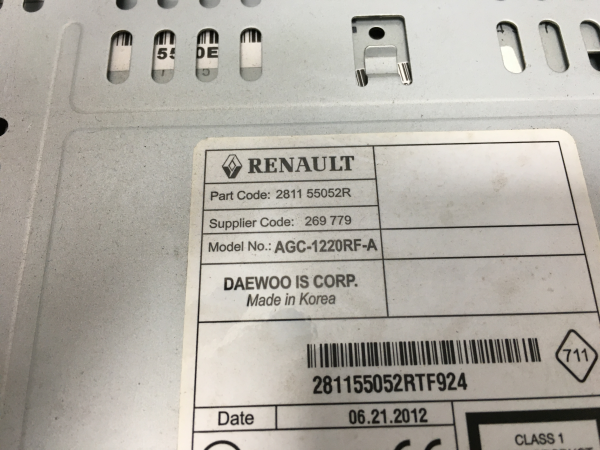 RENAULT
Part Code: 2811 55052R
Supplier Code: 269 779
Model No.: AGC-1220RF-A
DAEWOO IS CORP.
Made in Korea
711
281155052RTF924
Date 06.21.2012
CE
CLASS 1